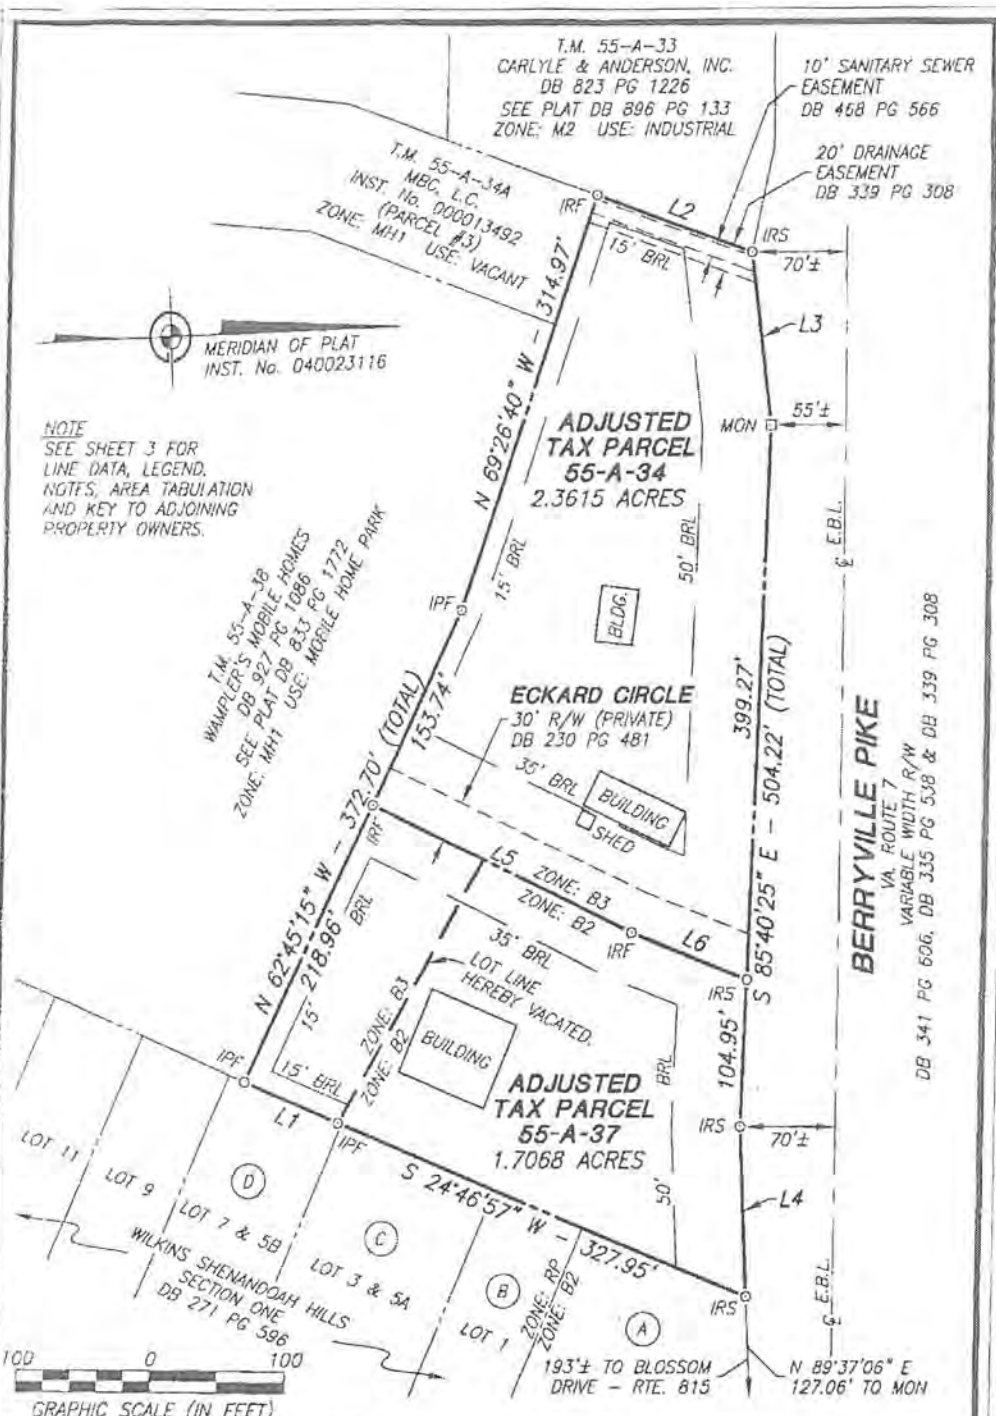 T.M. 55-A-33
CARLYLE & ANDERSON, INC.
DB 823 PG 1226
SEE PLAT DB 896 PG 133
ZONE: M2 USE: INDUSTRIAL
10' SANITARY SEWER
EASEMENT
DB 468 PG 566
20' DRAINAGE
EASEMENT
DB 339 PG 308
T.M. 55-A-34A
MBC, L.C.
INST. No. 000013492
(PARCEL #3)
ZONE: MH1 USE: VACANT
IRF
L2
IRS
15' BRL
70'±
L3
N 69°26'40" W - 314.97'
MERIDIAN OF PLAT
INST. No. 040023116
MON
55'±
ADJUSTED
TAX PARCEL
55-A-34
2.3615 ACRES
NOTE
SEE SHEET 3 FOR
LINE DATA, LEGEND,
NOTES, AREA TABULATION
AND KEY TO ADJOINING
PROPERTY OWNERS.
15' BRL
50' BRL
℄ E.B.L.
T.M. 55-A-38
WAMPLER'S MOBILE HOMES
DB 927 PG 1086
SEE PLAT DB 833 PG 1772
ZONE: MH1 USE: MOBILE HOME PARK
IPF
BLDG.
ECKARD CIRCLE
30' R/W (PRIVATE)
DB 230 PG 481
399.27'
S 85°40'25" E - 504.22' (TOTAL)
BERRYVILLE PIKE
VA. ROUTE 7
VARIABLE WIDTH R/W
DB 341 PG 606, DB 335 PG 538 & DB 339 PG 308
153.74'
N 62°45'15" W - 372.70' (TOTAL)
35' BRL
BUILDING
SHED
IRF
L5
ZONE: B3
ZONE: B2
L6
IRF
IRS
218.96'
15' BRL
35' BRL
LOT LINE
HEREBY VACATED.
ZONE: B3
ZONE: B2
BUILDING
104.95'
IPF
15' BRL
L1
IPF
ADJUSTED
TAX PARCEL
55-A-37
1.7068 ACRES
50' BRL
IRS
70'±
S 24°46'57" W - 327.95'
L4
LOT 11
LOT 9
D
LOT 7 & 5B
C
LOT 3 & 5A
B
LOT 1
ZONE: RP
ZONE: B2
A
WILKINS SHENANDOAH HILLS
SECTION ONE
DB 271 PG 596
IRS
℄ E.B.L.
193'± TO BLOSSOM
DRIVE - RTE. 815
N 89°37'06" E
127.06' TO MON
100 0 100
GRAPHIC SCALE (IN FEET)